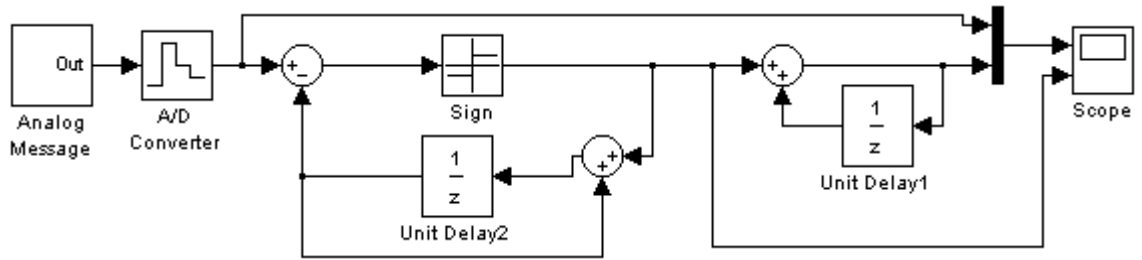 Out
Analog
Message
A/D
Converter
+
−
Sign
1
z
Unit Delay2
+
+
+
+
1
z
Unit Delay1
Scope